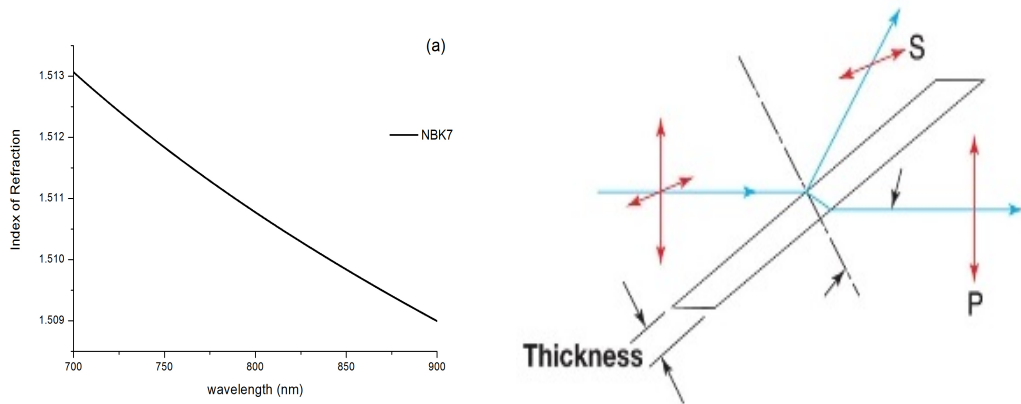 (a)
1.513
1.512
1.511
1.510
1.509
Index of Refraction
NBK7
700
750
800
850
900
wavelength (nm)
S
P
Thickness